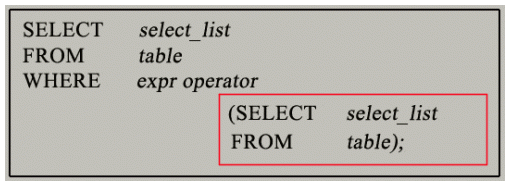 SELECT select_list
FROM table
WHERE expr operator
(SELECT select_list
FROM table);